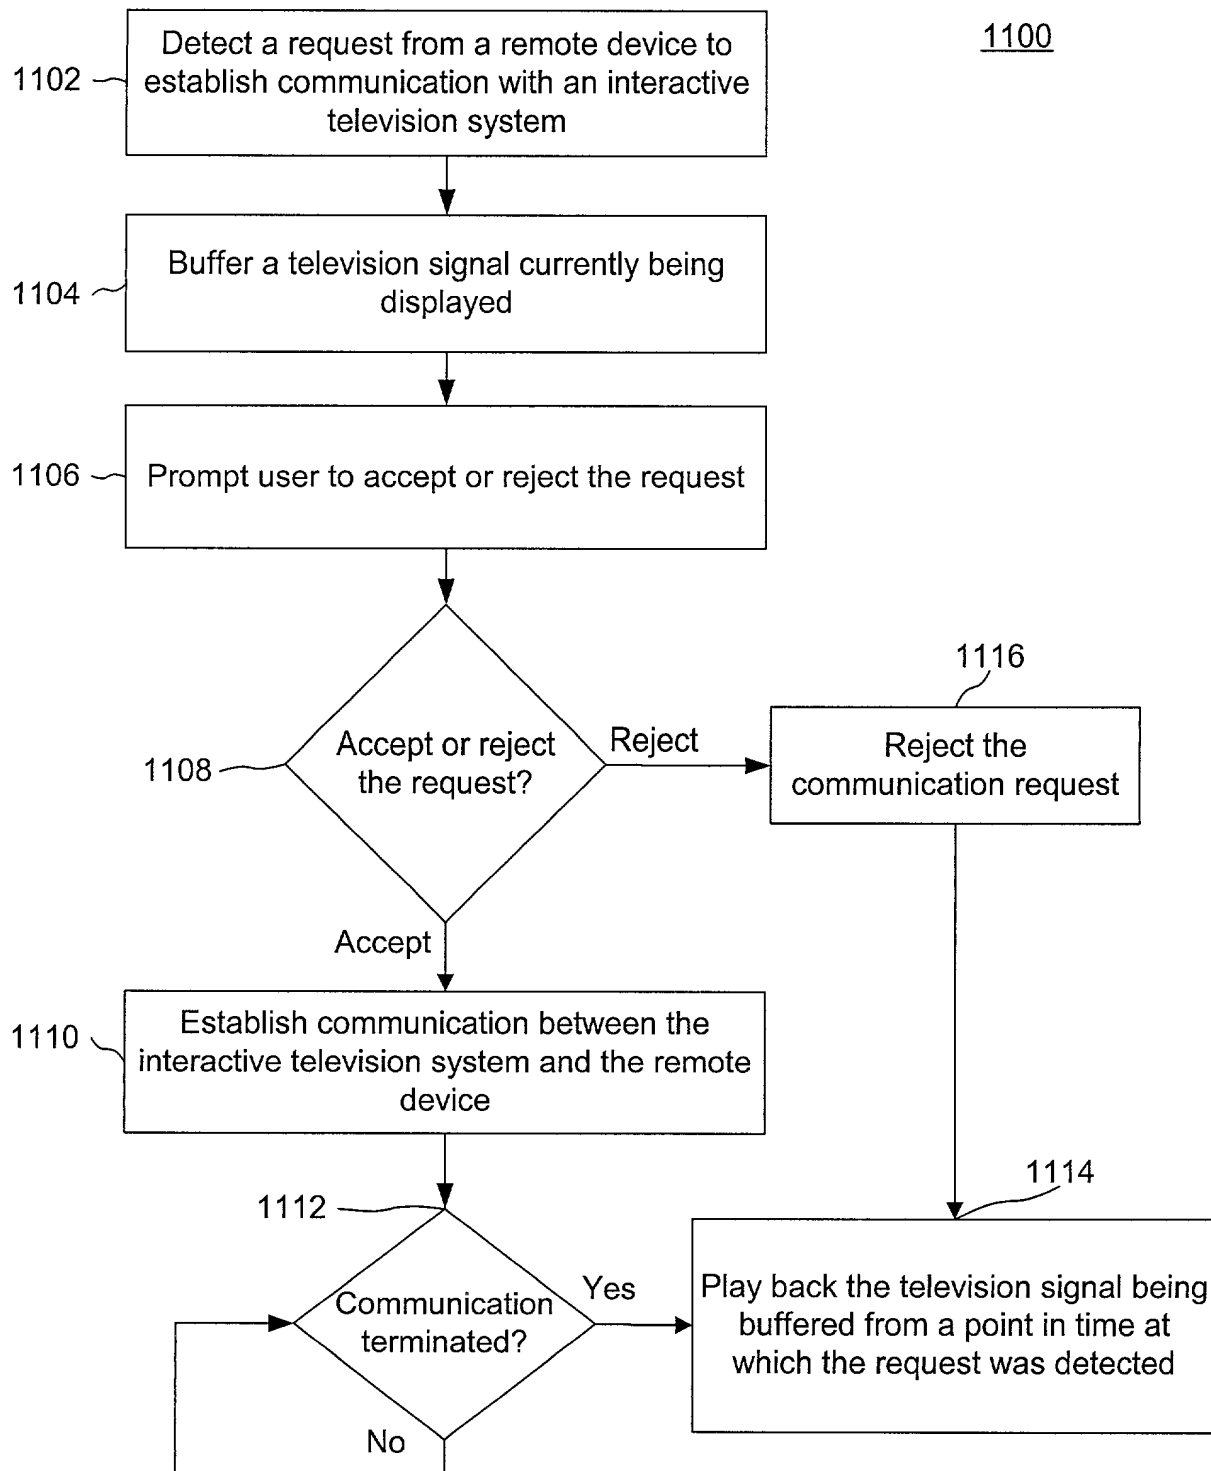 1100
1102
Detect a request from a remote device to
establish communication with an interactive
television system
1104
Buffer a television signal currently being
displayed
1106
Prompt user to accept or reject the request
1108
Accept or reject
the request?
Reject
1116
Reject the
communication request
Accept
1110
Establish communication between the
interactive television system and the remote
device
1112
Communication
terminated?
Yes
No
1114
Play back the television signal being
buffered from a point in time at
which the request was detected